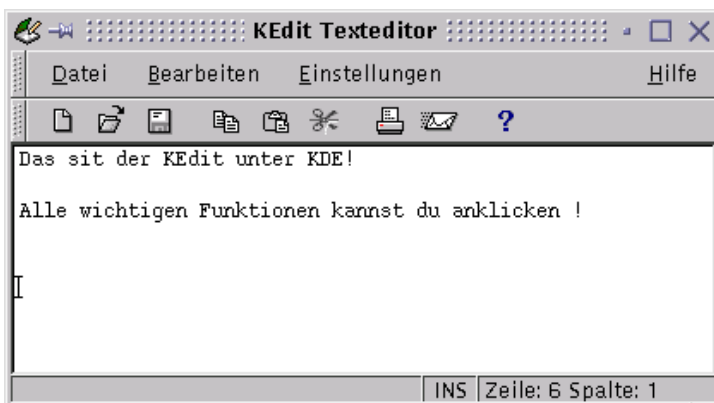 KEdit Texteditor
Datei Bearbeiten Einstellungen Hilfe
?
Das sit der KEdit unter KDE!
Alle wichtigen Funktionen kannst du anklicken !
INS Zeile: 6 Spalte: 1